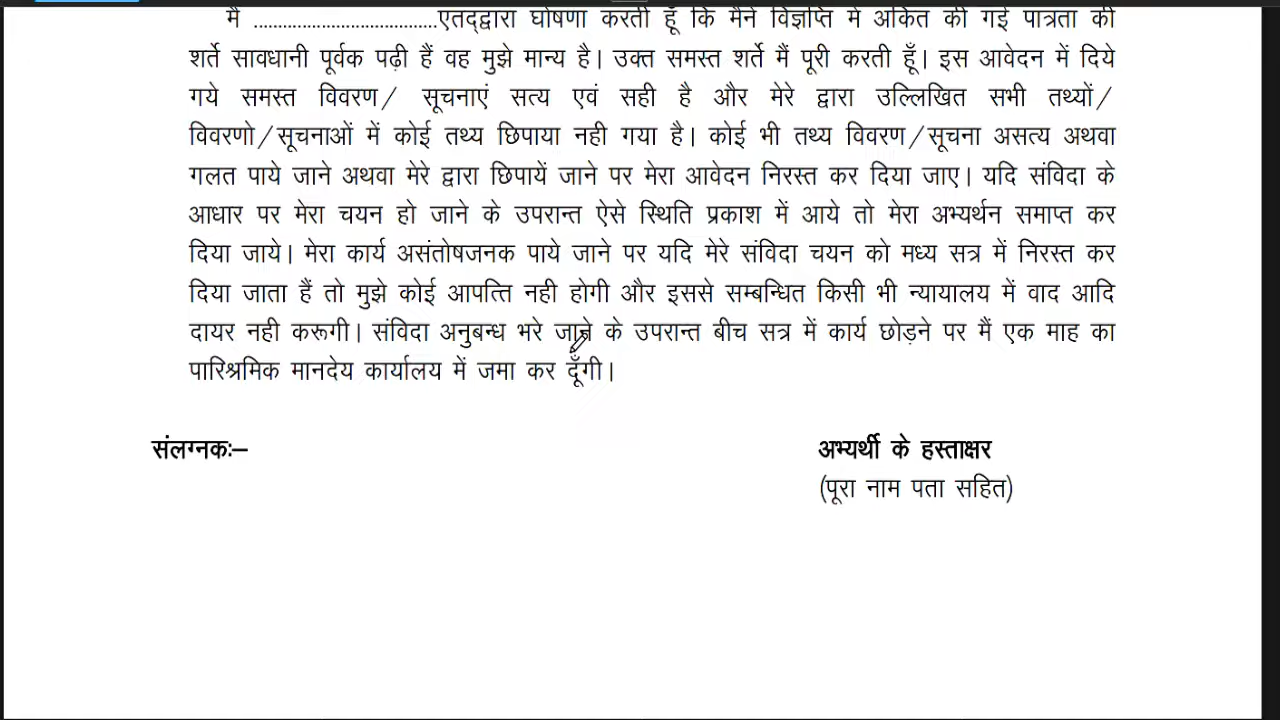 मैं .....................................एतद्द्वारा घोषणा करती हूँ कि मैंने विज्ञप्ति में अंकित की गई पात्रता की
शर्ते सावधानी पूर्वक पढ़ी हैं वह मुझे मान्य है। उक्त समस्त शर्ते मैं पूरी करती हूँ। इस आवेदन में दिये
गये समस्त विवरण/ सूचनाएं सत्य एवं सही है और मेरे द्वारा उल्लिखित सभी तथ्यों/
विवरणो/सूचनाओं में कोई तथ्य छिपाया नही गया है। कोई भी तथ्य विवरण/सूचना असत्य अथवा
गलत पाये जाने अथवा मेरे द्वारा छिपायें जाने पर मेरा आवेदन निरस्त कर दिया जाए। यदि संविदा के
आधार पर मेरा चयन हो जाने के उपरान्त ऐसे स्थिति प्रकाश में आये तो मेरा अभ्यर्थन समाप्त कर
दिया जाये। मेरा कार्य असंतोषजनक पाये जाने पर यदि मेरे संविदा चयन को मध्य सत्र में निरस्त कर
दिया जाता हैं तो मुझे कोई आपत्ति नही होगी और इससे सम्बन्धित किसी भी न्यायालय में वाद आदि
दायर नही करूगी। संविदा अनुबन्ध भरे जाने के उपरान्त बीच सत्र में कार्य छोड़ने पर मैं एक माह का
पारिश्रमिक मानदेय कार्यालय में जमा कर दूँगी।
संलग्नकः–
अभ्यर्थी के हस्ताक्षर
(पूरा नाम पता सहित)